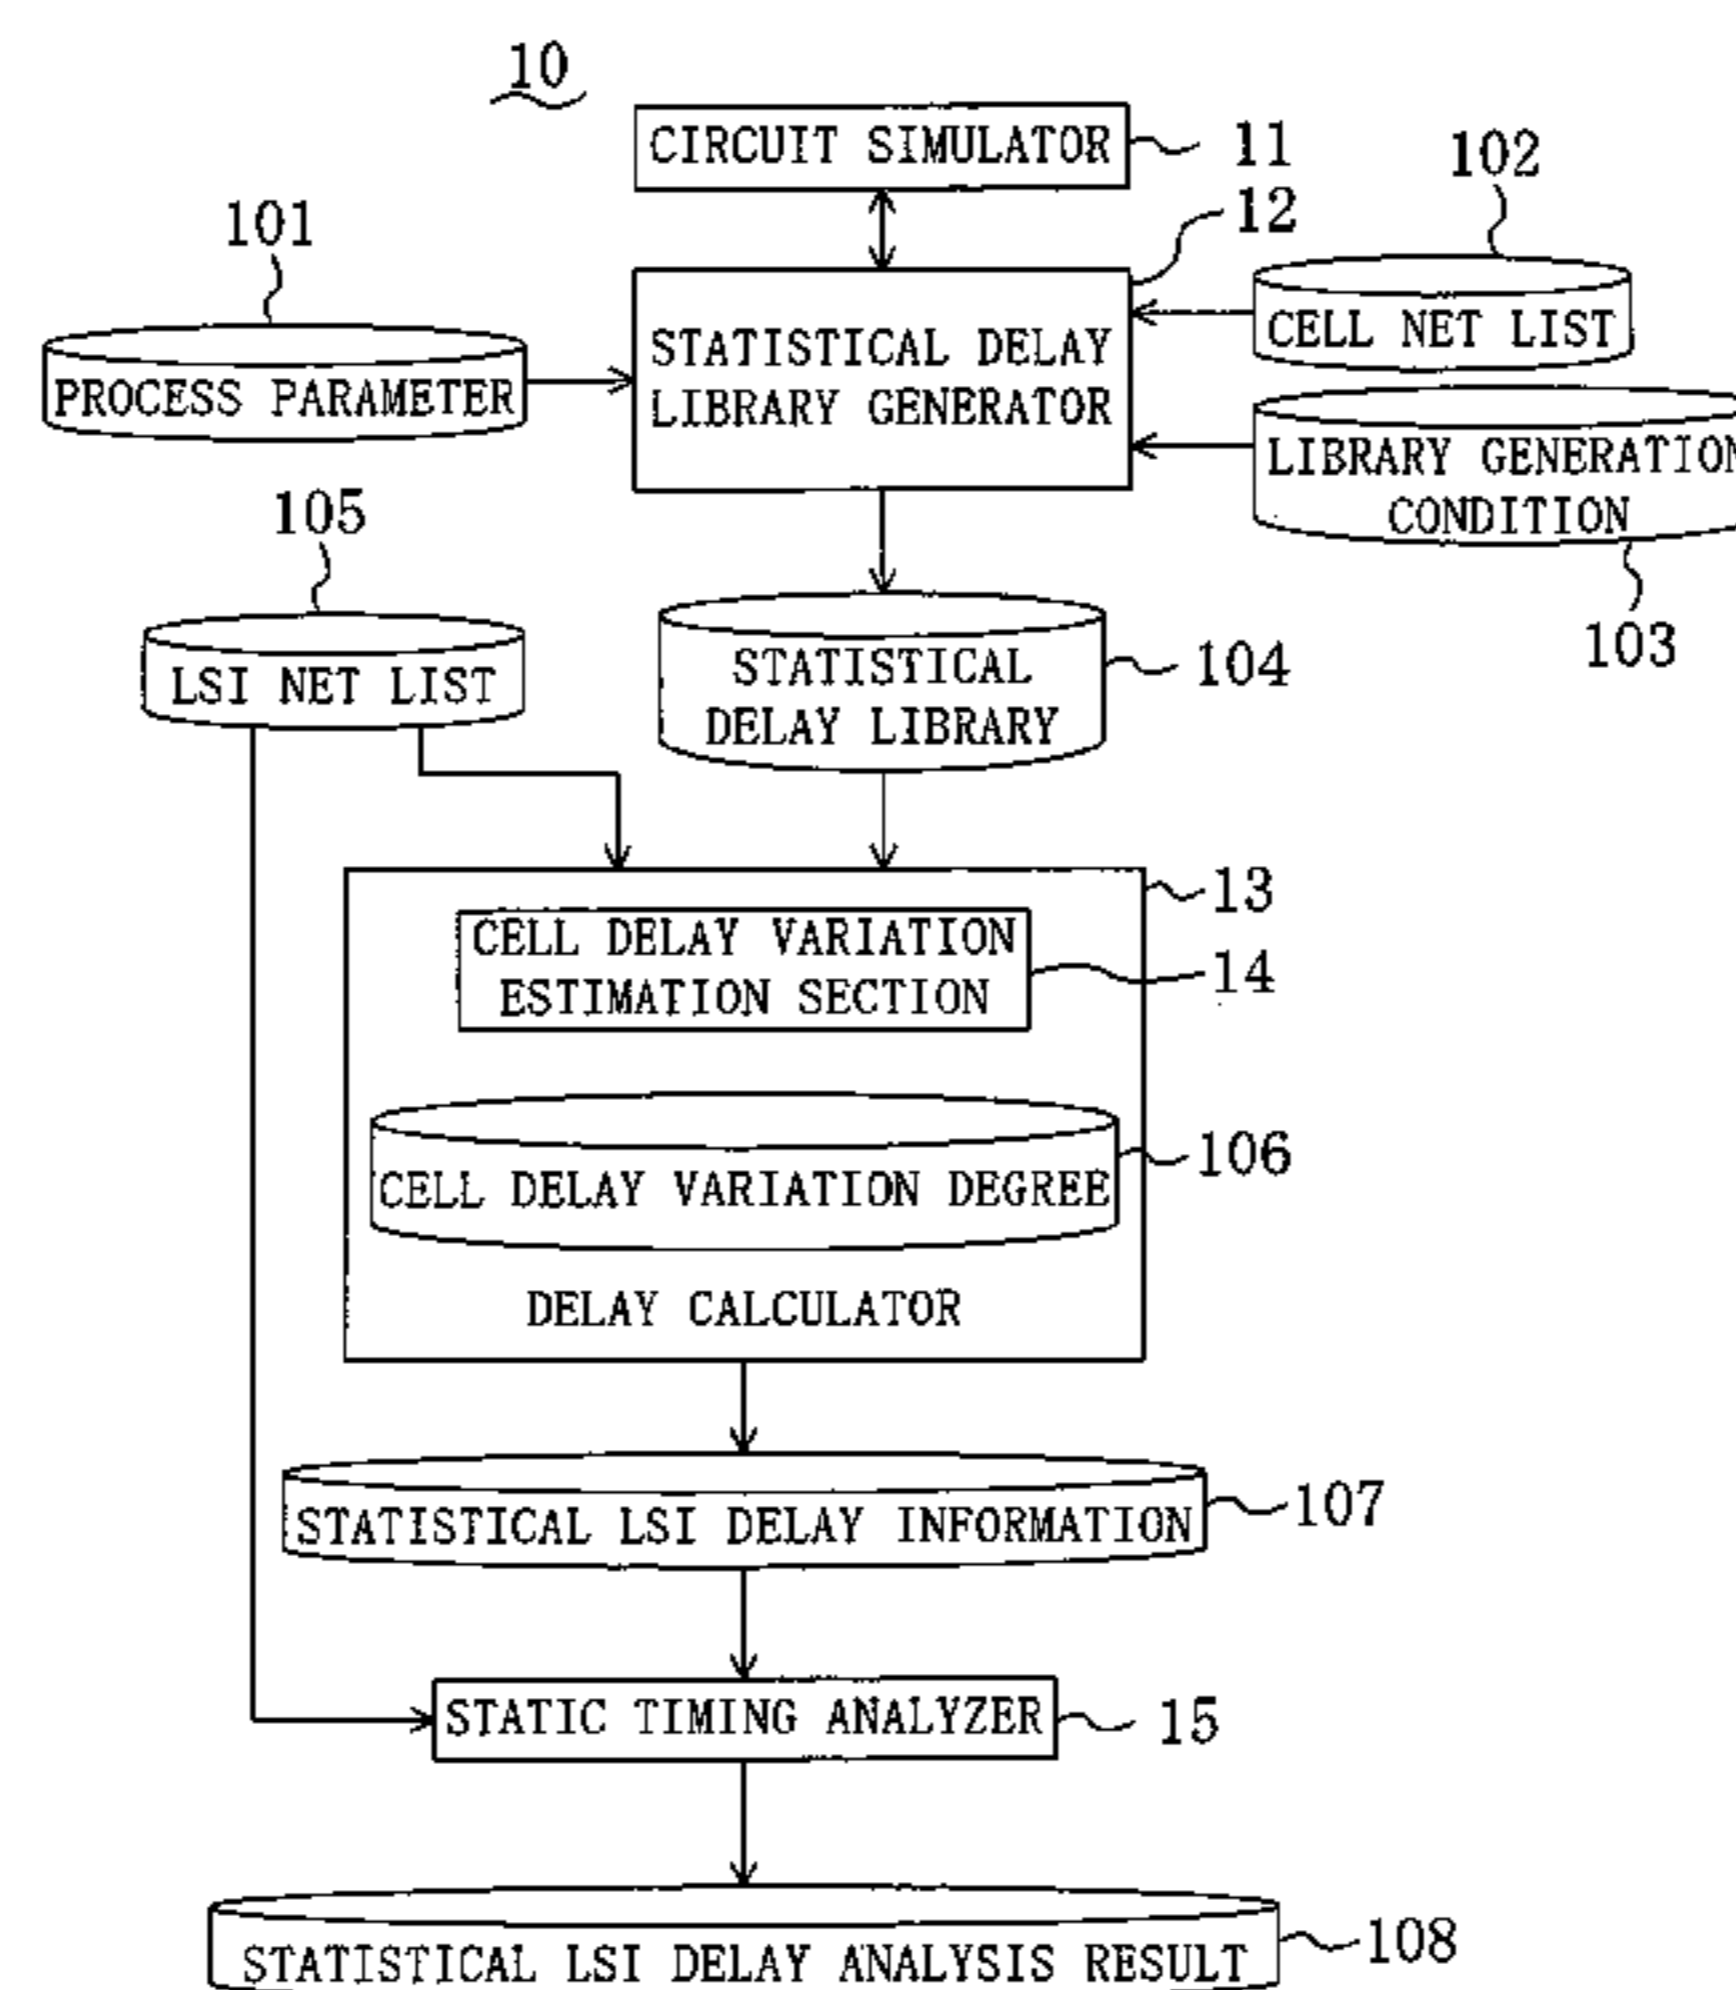 10
CIRCUIT SIMULATOR
11
102
101
12
CELL NET LIST
PROCESS PARAMETER
STATISTICAL DELAY
LIBRARY GENERATOR
LIBRARY GENERATION
CONDITION
103
105
LSI NET LIST
STATISTICAL
DELAY LIBRARY
104
13
CELL DELAY VARIATION
ESTIMATION SECTION
14
106
CELL DELAY VARIATION DEGREE
DELAY CALCULATOR
STATISTICAL LSI DELAY INFORMATION
107
STATIC TIMING ANALYZER
15
STATISTICAL LSI DELAY ANALYSIS RESULT
108